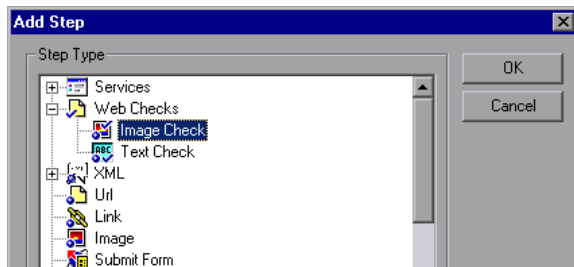 Add Step
Step Type
OK
Cancel
Services
Web Checks
Image Check
ABC Text Check
XML
Url
Link
Image
Submit Form